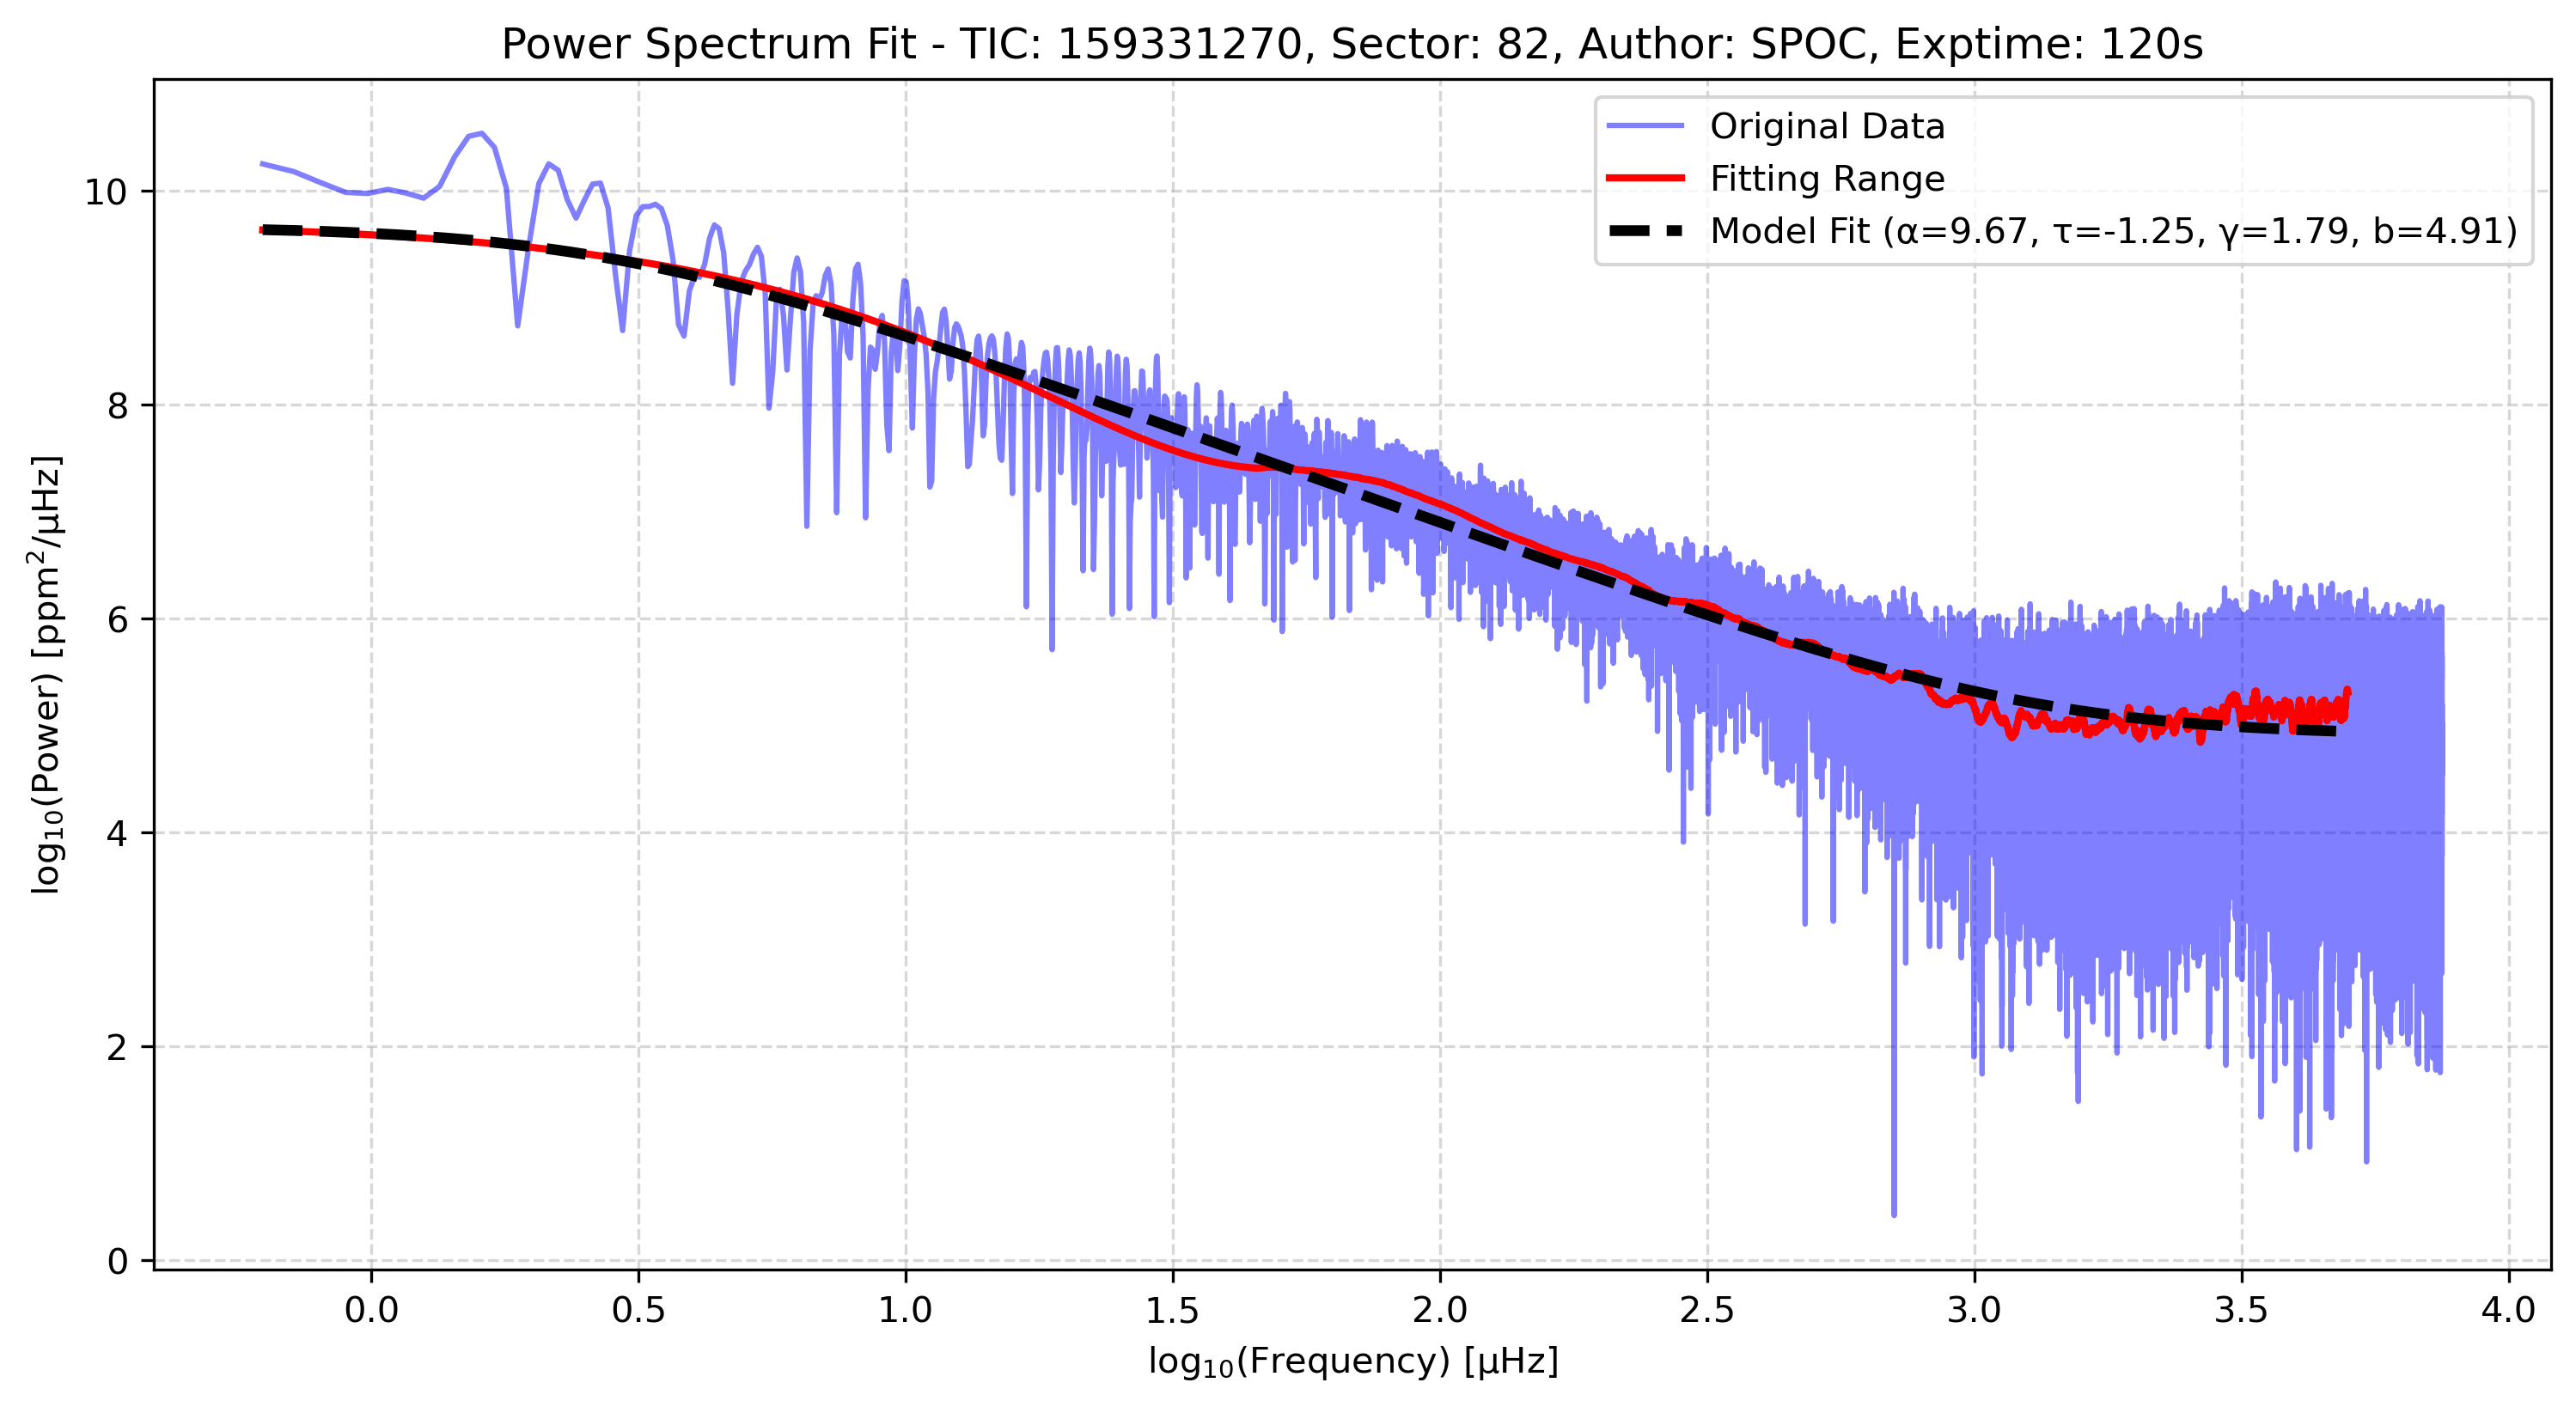 Power Spectrum Fit - TIC: 159331270, Sector: 82, Author: SPOC, Exptime: 120s
Original Data
Fitting Range
Model Fit (α=9.67, τ=-1.25, γ=1.79, b=4.91)
log₁₀(Power) [ppm²/μHz]
10
8
6
4
2
0
0.0 0.5 1.0 1.5 2.0 2.5 3.0 3.5 4.0
log₁₀(Frequency) [μHz]